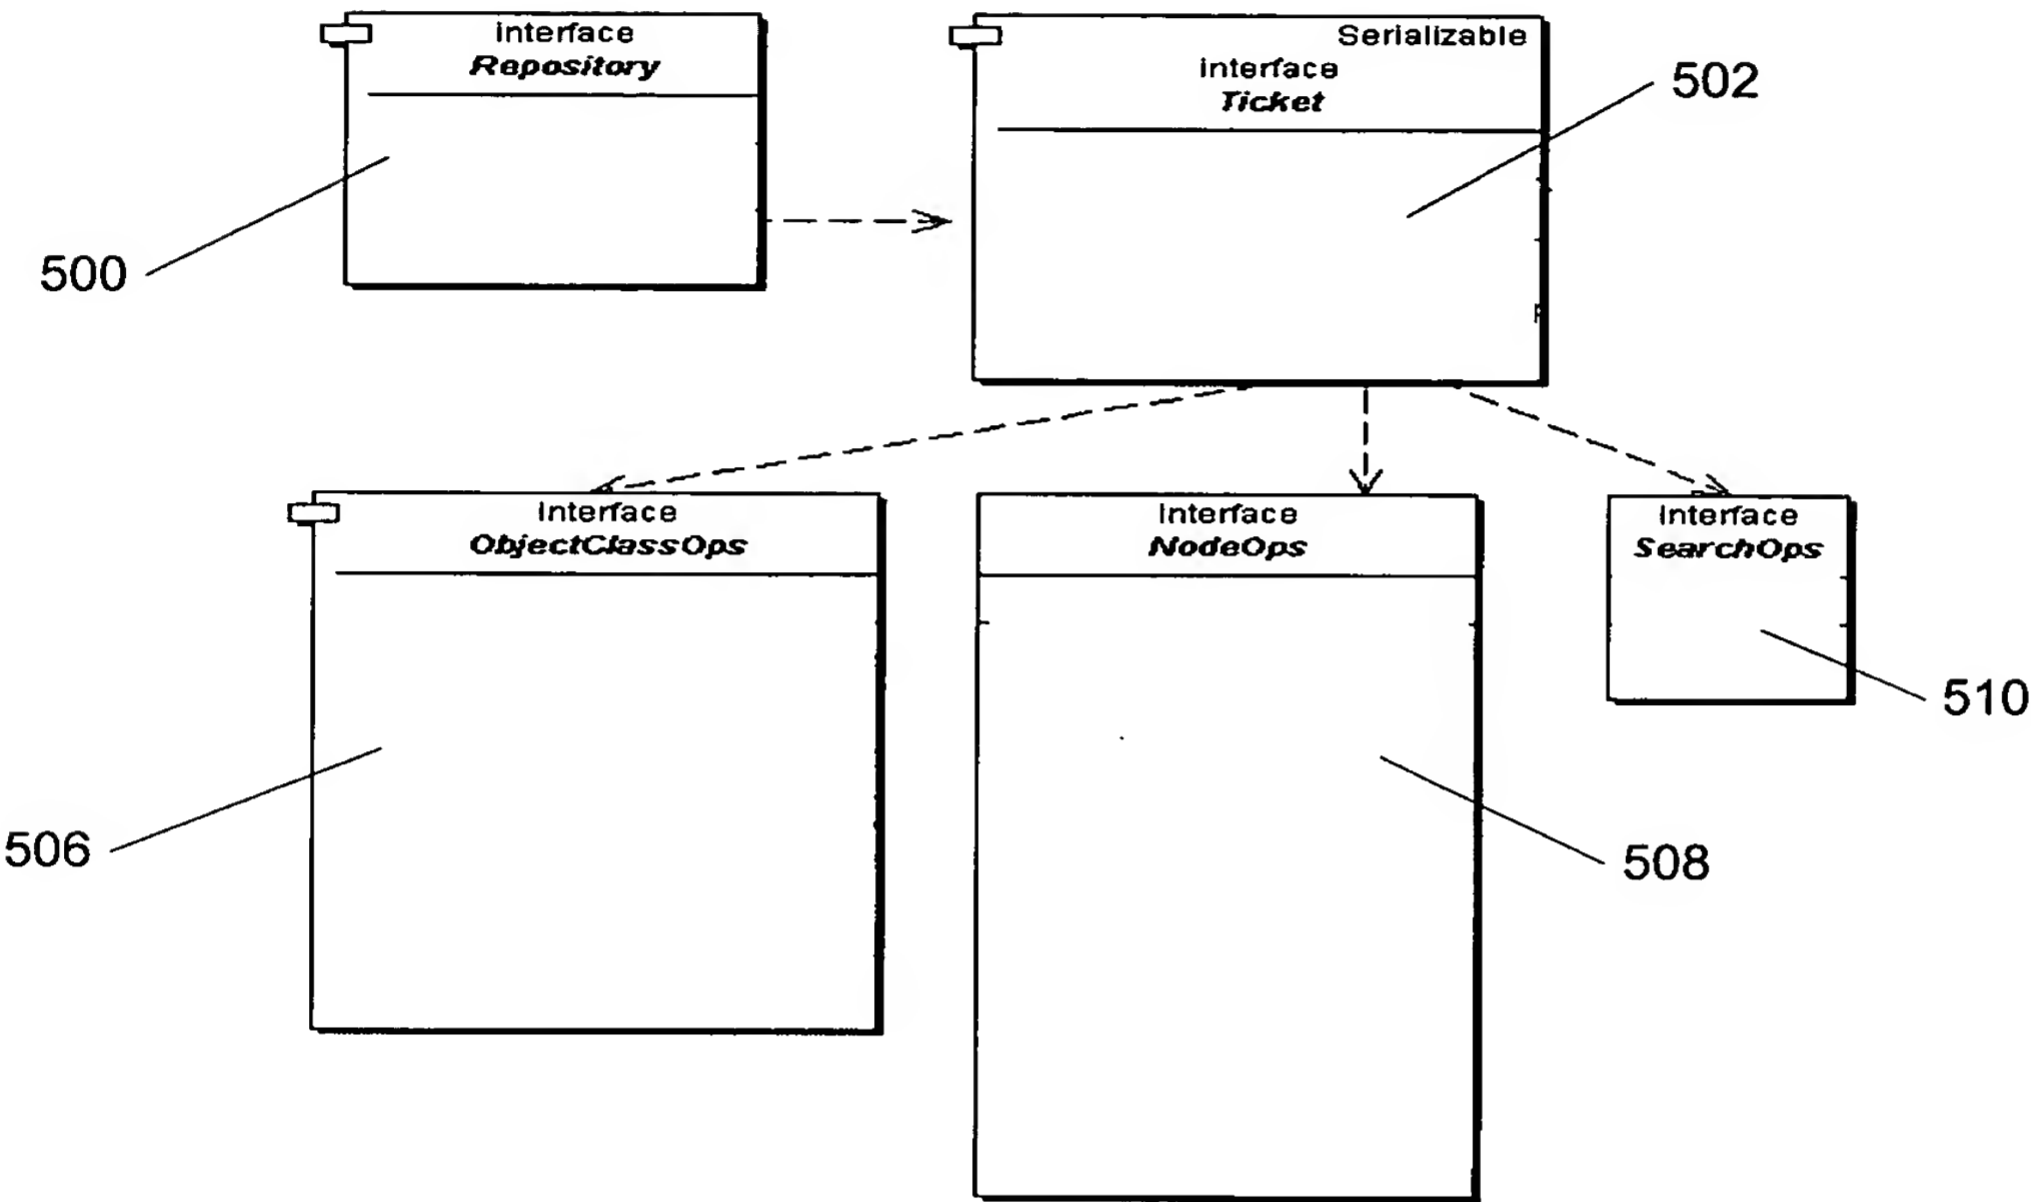 interface
Repository
Serializable
interface
Ticket
502
500
interface
ObjectClassOps
interface
NodeOps
interface
SearchOps
510
506
508